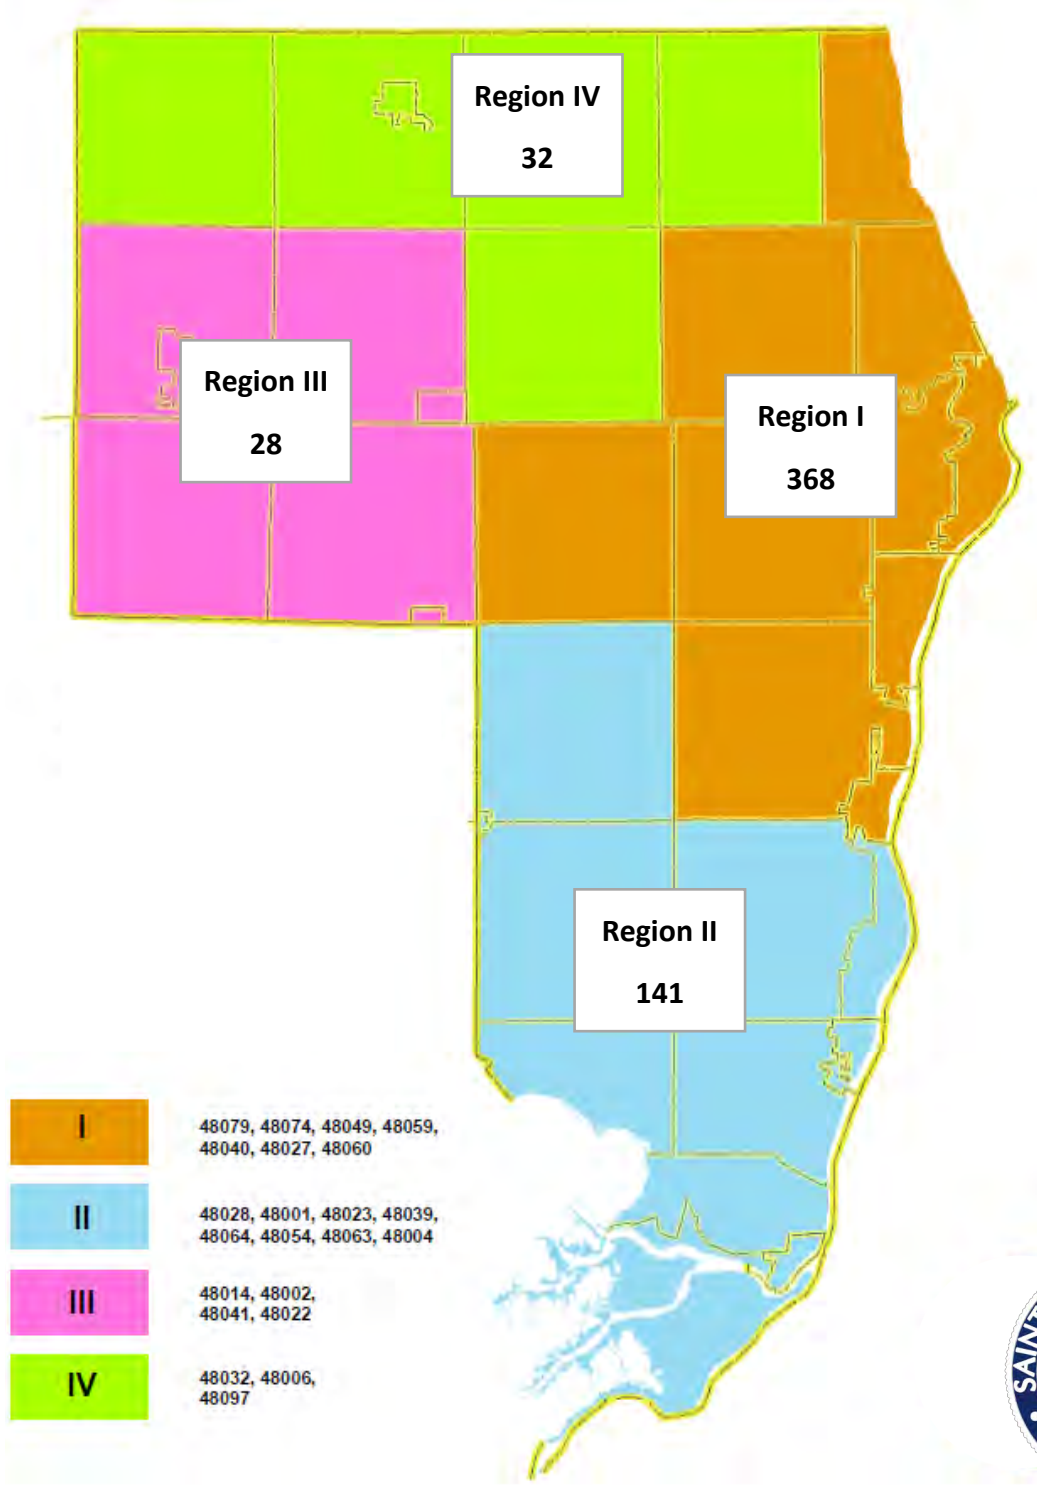 Region IV
32
Region III
28
Region I
368
Region II
141
I
48079, 48074, 48049, 48059,
48040, 48027, 48060
II
48028, 48001, 48023, 48039,
48064, 48054, 48063, 48004
III
48014, 48002,
48041, 48022
IV
48032, 48006,
48097
SAINT